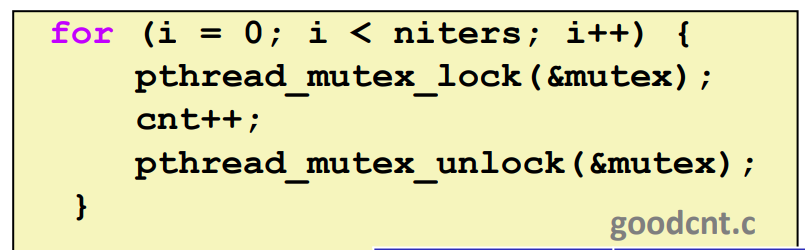 for (i = 0; i < niters; i++) {
pthread_mutex_lock(&mutex);
cnt++;
pthread_mutex_unlock(&mutex);
}
goodcnt.c